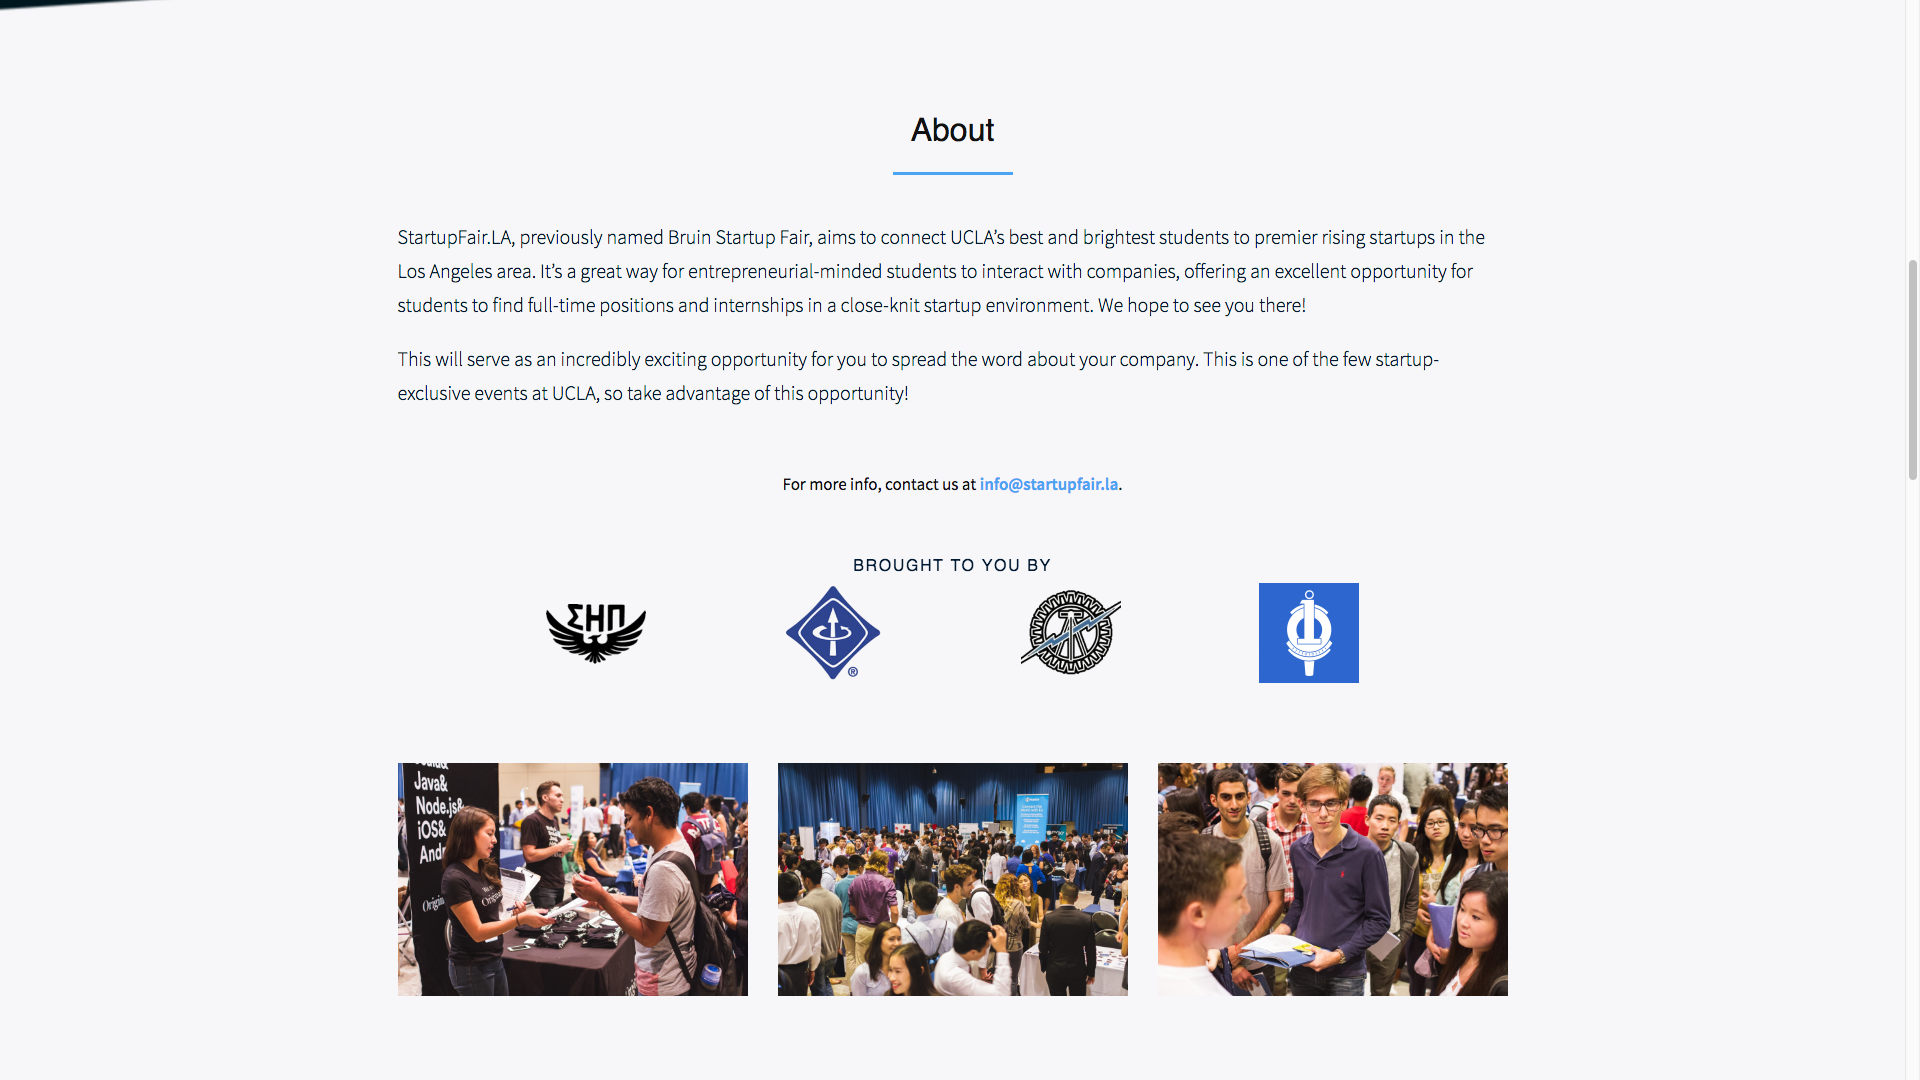 About
StartupFair.LA, previously named Bruin Startup Fair, aims to connect UCLA’s best and brightest students to premier rising startups in the
Los Angeles area. It’s a great way for entrepreneurial-minded students to interact with companies, offering an excellent opportunity for
students to find full-time positions and internships in a close-knit startup environment. We hope to see you there!
This will serve as an incredibly exciting opportunity for you to spread the word about your company. This is one of the few startup-
exclusive events at UCLA, so take advantage of this opportunity!
For more info, contact us at info@startupfair.la.
BROUGHT TO YOU BY
ΣΗΠ
®
Java&
Node.js&
iOS&